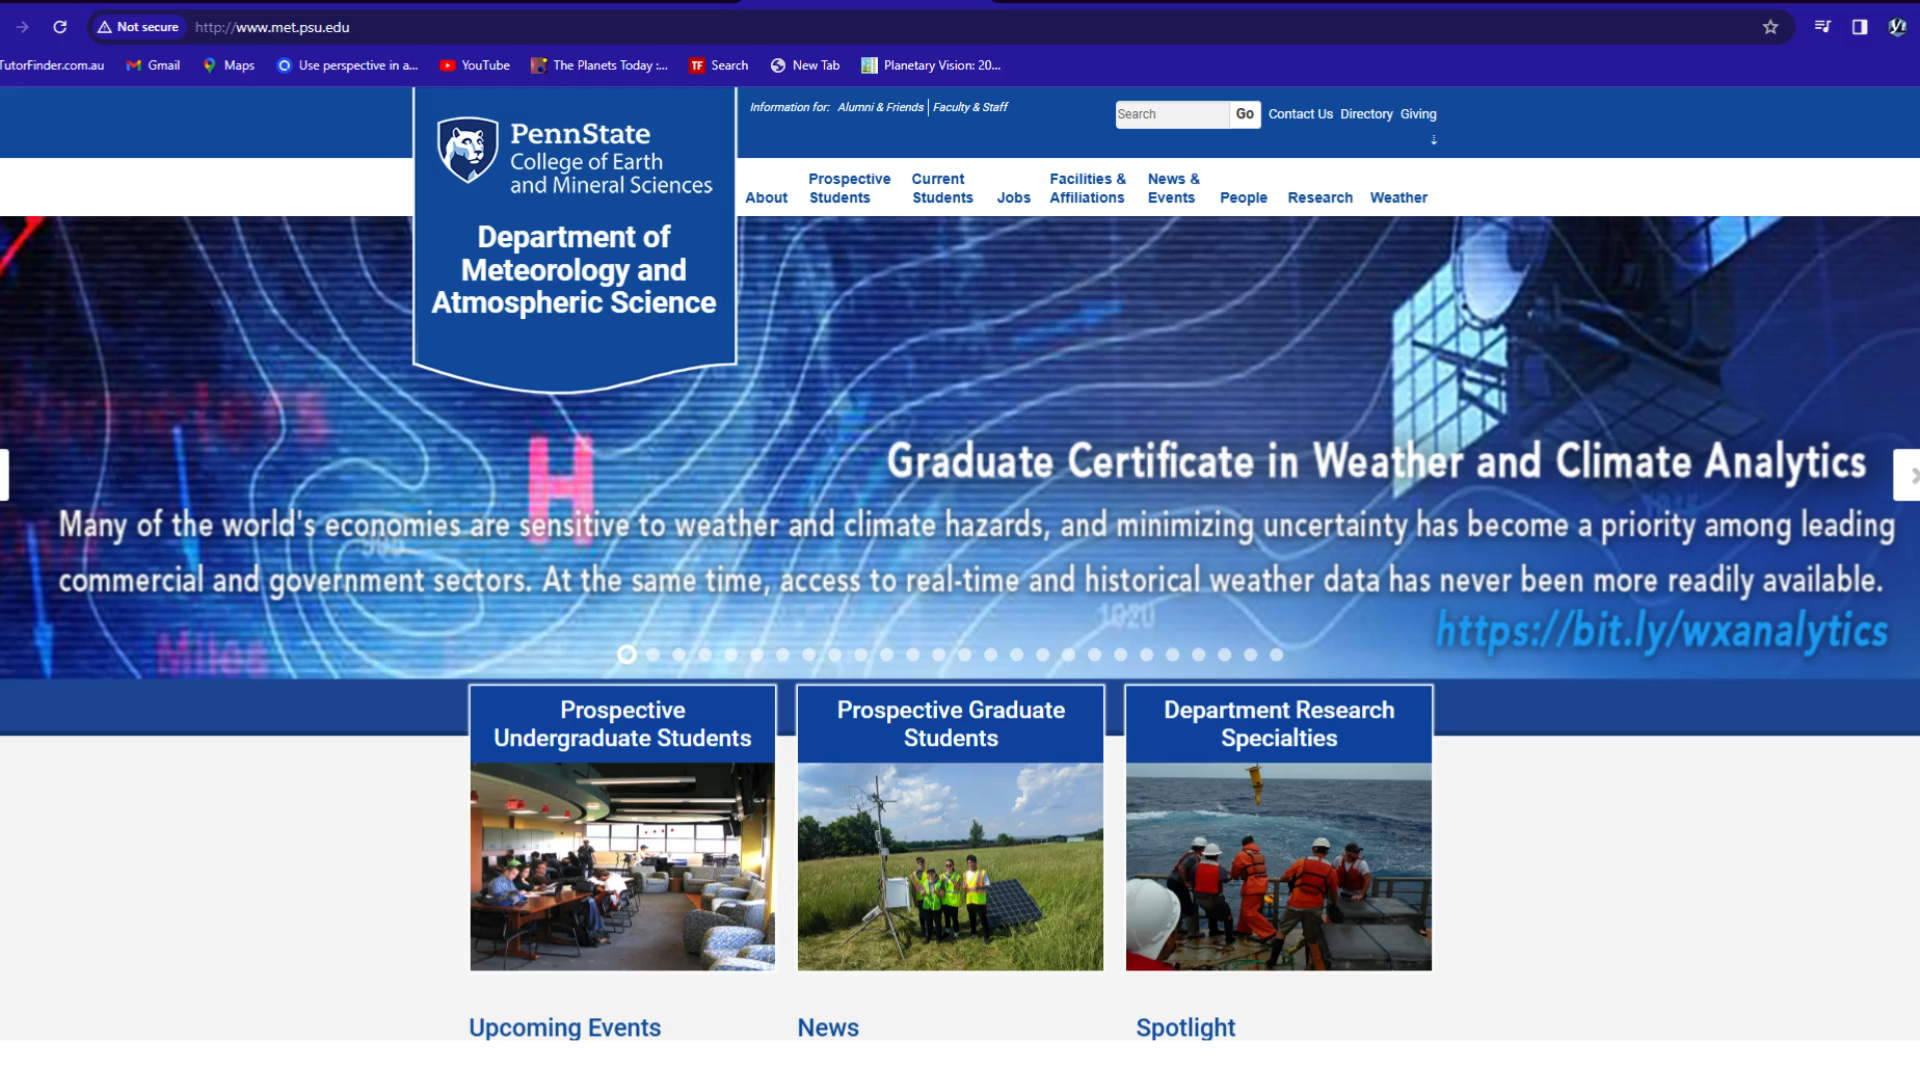 Not secure http://www.met.psu.edu
TutorFinder.com.au Gmail Maps Use perspective in a... YouTube The Planets Today :... TF Search New Tab Planetary Vision: 20...
Information for: Alumni & Friends Faculty & Staff
Search Go Contact Us Directory Giving
PennState
College of Earth
and Mineral Sciences
Department of
Meteorology and
Atmospheric Science
About Prospective Students Current Students Jobs Facilities & Affiliations News & Events People Research Weather
H
Graduate Certificate in Weather and Climate Analytics
Many of the world's economies are sensitive to weather and climate hazards, and minimizing uncertainty has become a priority among leading
commercial and government sectors. At the same time, access to real-time and historical weather data has never been more readily available.
1020
https://bit.ly/wxanalytics
Miles
Prospective
Undergraduate Students
Prospective Graduate
Students
Department Research
Specialties
Upcoming Events
News
Spotlight